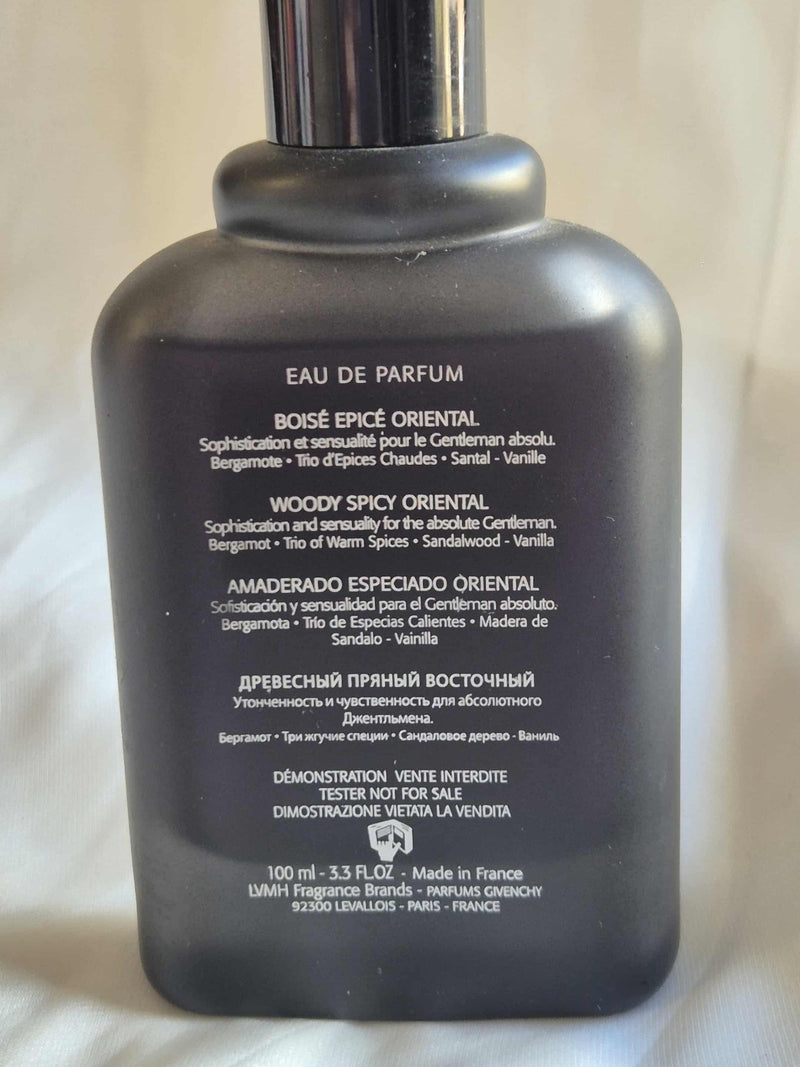 EAU DE PARFUM
BOISÉ EPICÉ ORIENTAL
Sophistication et sensualité pour le Gentleman absolu.
Bergamote • Trio d'Epices Chaudes • Santal - Vanille
WOODY SPICY ORIENTAL
Sophistication and sensuality for the absolute Gentleman.
Bergamot • Trio of Warm Spices • Sandalwood - Vanilla
AMADERADO ESPECIADO ORIENTAL
Sofisticación y sensualidad para el Gentleman absoluto.
Bergamota • Trío de Especias Calientes • Madera de
Sandalo - Vainilla
ДРЕВЕСНЫЙ ПРЯНЫЙ ВОСТОЧНЫЙ
Утонченность и чувственность для абсолютного
Джентльмена.
Бергамот • Три жгучие специи • Сандаловое дерево - Ваниль
DÉMONSTRATION VENTE INTERDITE
TESTER NOT FOR SALE
DIMOSTRAZIONE VIETATA LA VENDITA
100 ml - 3.3 FL.OZ - Made in France
LVMH Fragrance Brands - PARFUMS GIVENCHY
92300 LEVALLOIS - PARIS - FRANCE